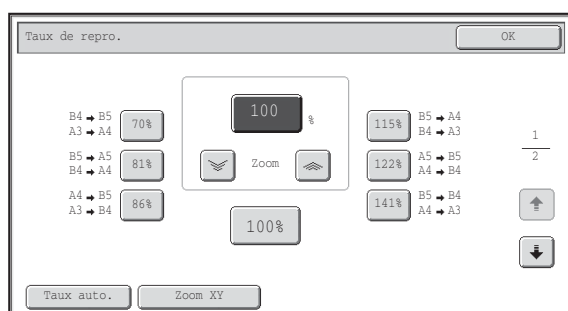 Taux de repro.
OK
100
%
Zoom
100%
B4 → B5
A3 → A4
70%
B5 → A5
B4 → A4
81%
A4 → B5
A3 → B4
86%
115%
B5 → A4
B4 → A3
122%
A5 → B5
A4 → B4
141%
B5 → B4
A4 → A3
1
2
Taux auto.
Zoom XY